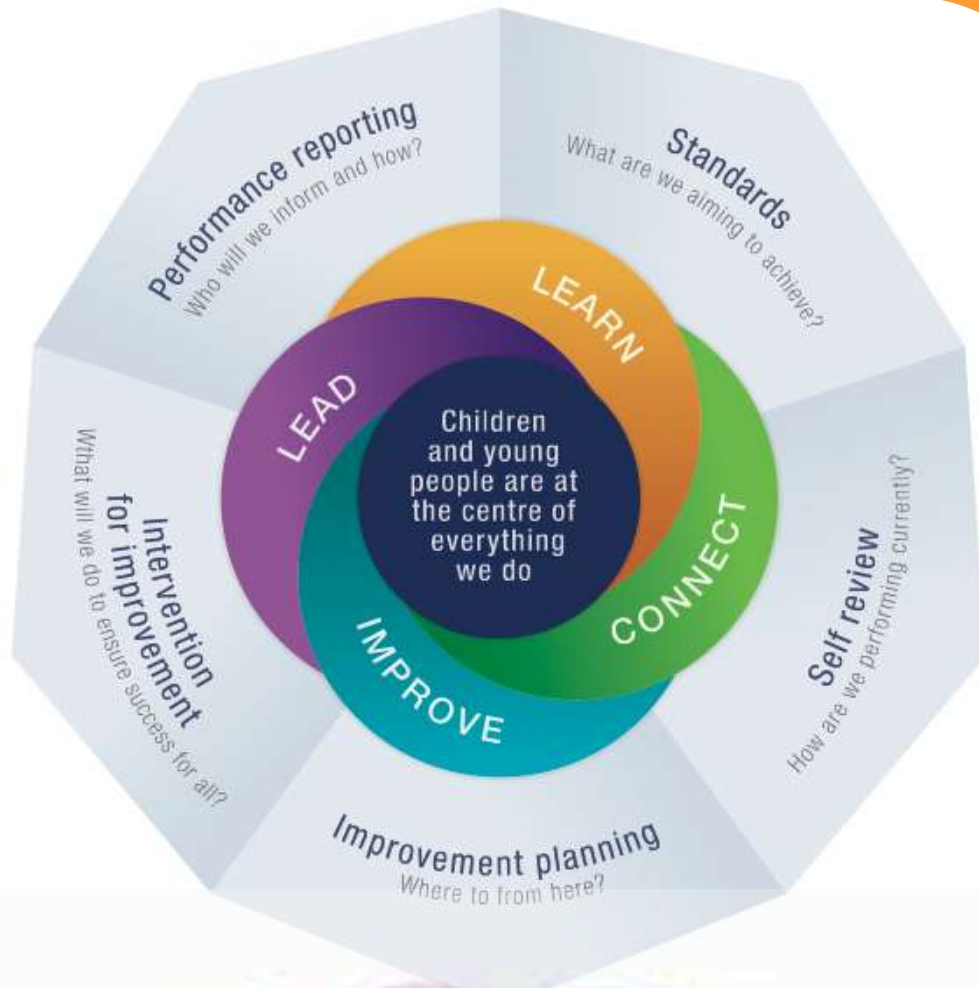 Performance reporting
Who will we inform and how?
Standards
What are we aiming to achieve?
LEARN
LEAD
Children
and young
people are at
the centre of
everything
we do
CONNECT
IMPROVE
Self review
How are we performing currently?
Intervention
for improvement
Wthat will we do to ensure success for all?
Improvement planning
Where to from here?